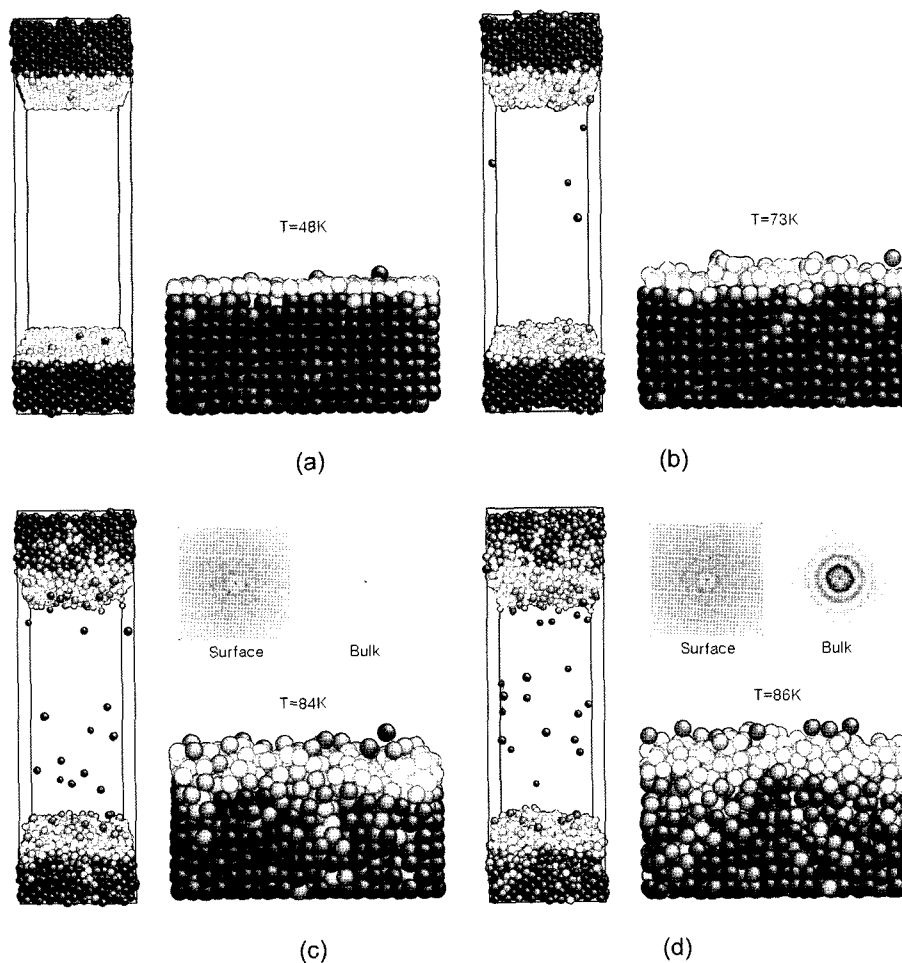 T=48K
T=73K
(a)
(b)
Surface
Bulk
Surface
Bulk
T=84K
T=86K
(c)
(d)